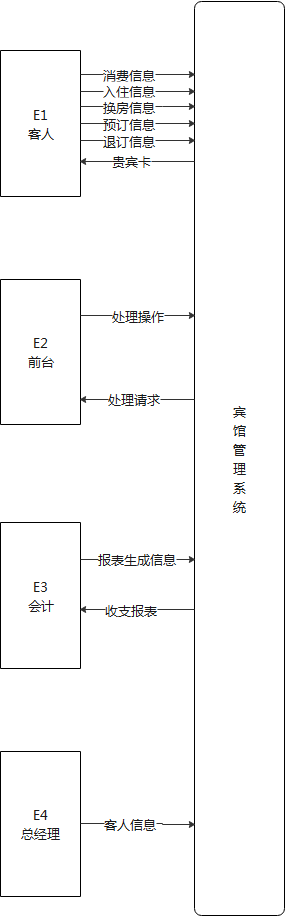 E1
客人
消费信息
入住信息
换房信息
预订信息
退订信息
贵宾卡
E2
前台
处理操作
处理请求
宾
馆
管
理
系
统
E3
会计
报表生成信息
收支报表
E4
总经理
客人信息